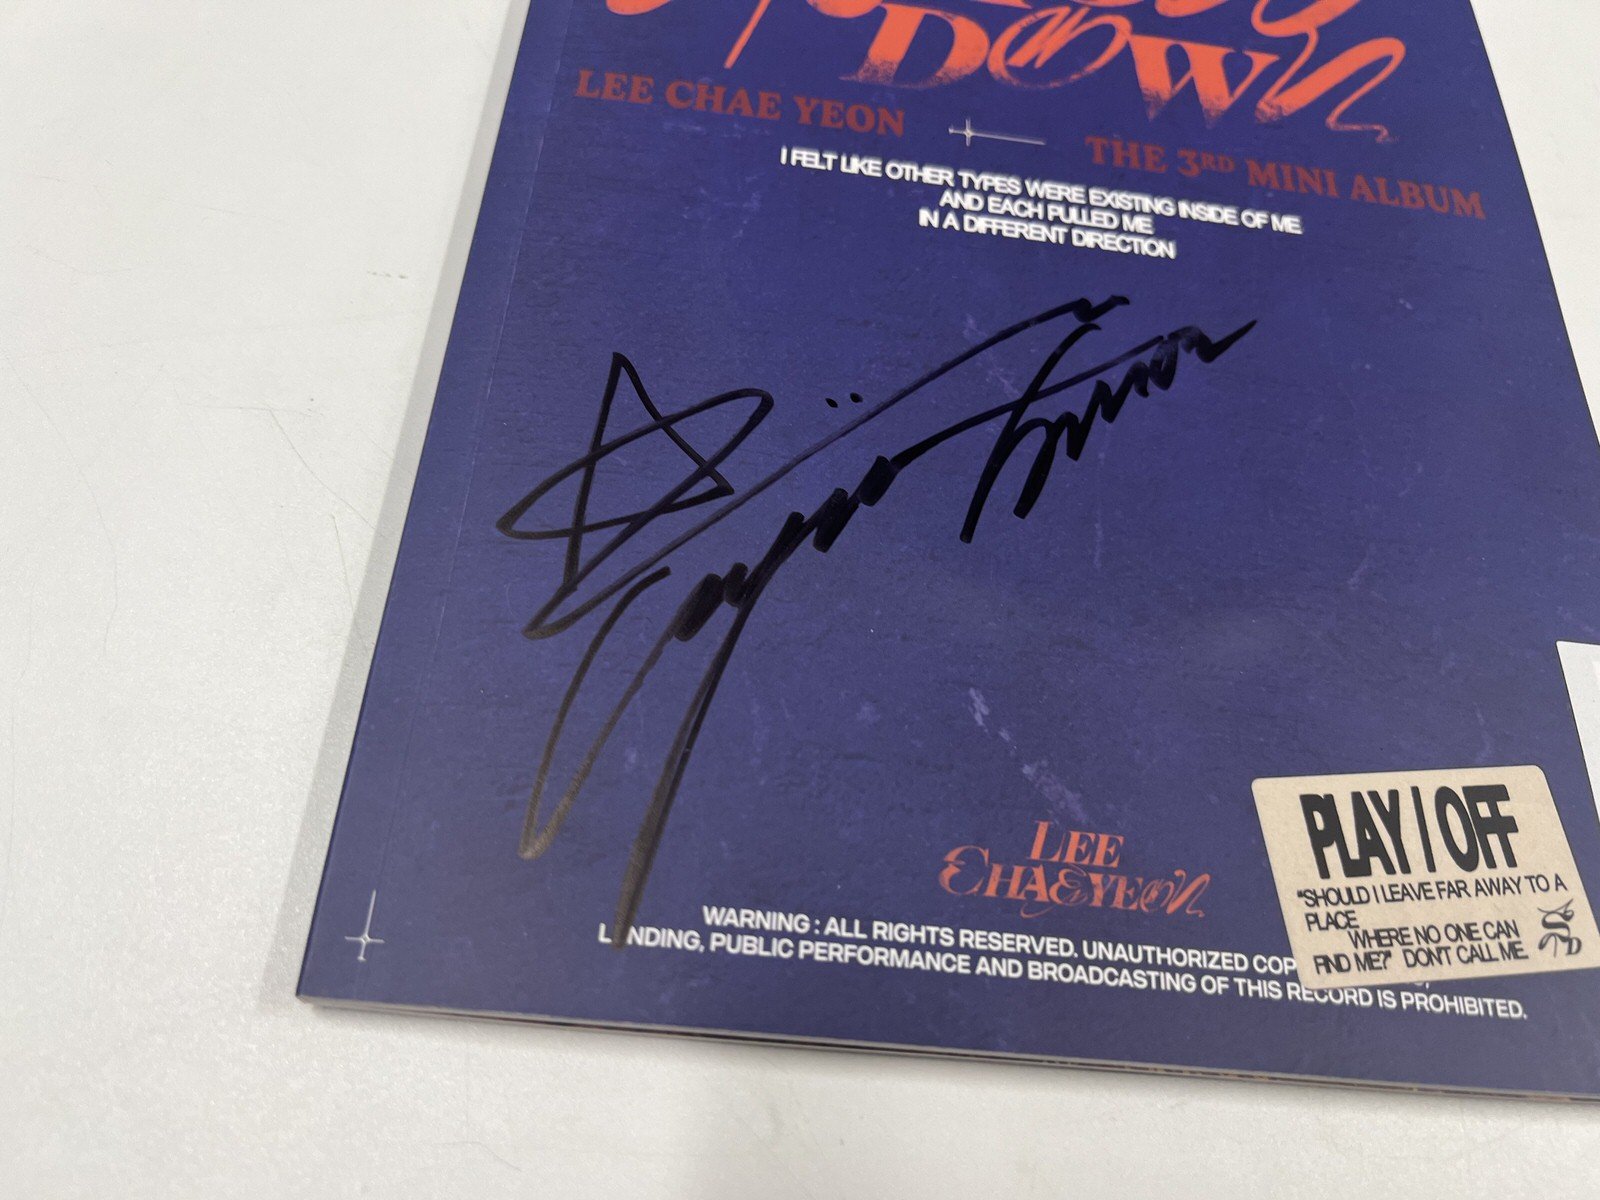 DOWN
LEE CHAE YEON
THE 3RD MINI ALBUM
I FELT LIKE OTHER TYPES WERE EXISTING INSIDE OF ME
AND EACH PULLED ME
IN A DIFFERENT DIRECTION
LEE
CHAEYEON
PLAY / OFF
"SHOULD I LEAVE FAR AWAY TO A
PLACE
WHERE NO ONE CAN
FIND ME?" DON'T CALL ME.
WARNING : ALL RIGHTS RESERVED. UNAUTHORIZED COP
LENDING, PUBLIC PERFORMANCE AND BROADCASTING OF THIS RECORD IS PROHIBITED.